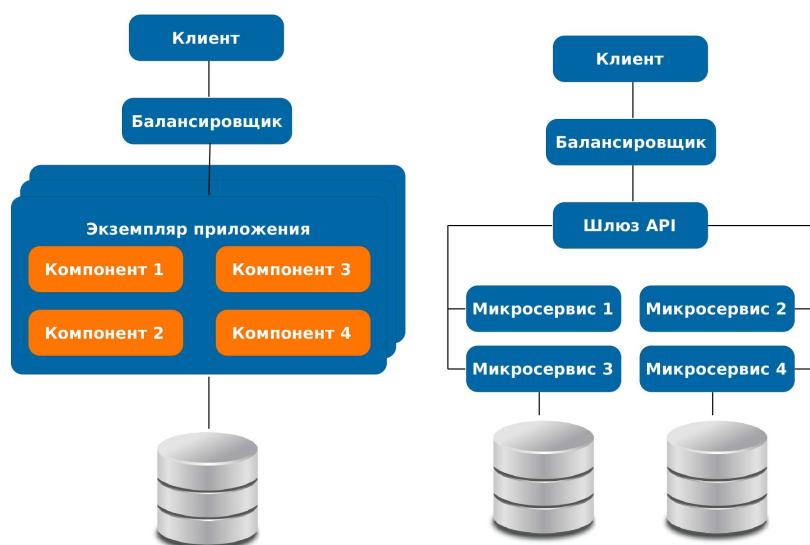 Клиент
Балансировщик
Экземпляр приложения
Компонент 1
Компонент 3
Компонент 2
Компонент 4
Клиент
Балансировщик
Шлюз API
Микросервис 1
Микросервис 2
Микросервис 3
Микросервис 4